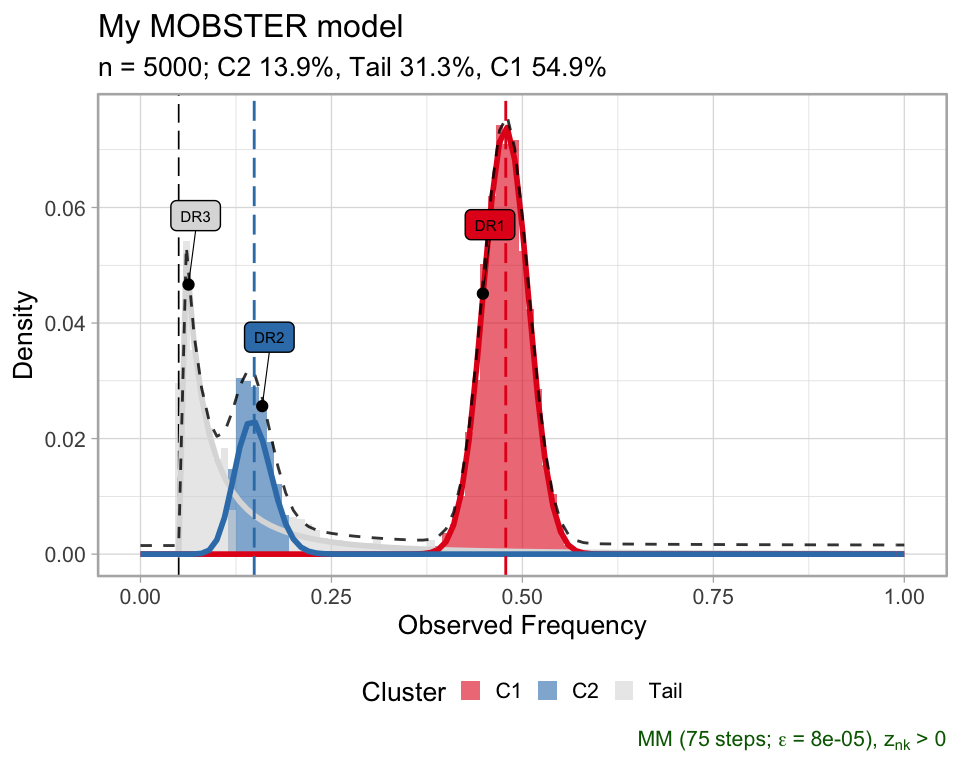 My MOBSTER model
n = 5000; C2 13.9%, Tail 31.3%, C1 54.9%
DR3
DR1
DR2
0.06
0.04
0.02
0.00
Density
0.00 0.25 0.50 0.75 1.00
Observed Frequency
Cluster C1 C2 Tail
MM (75 steps; ε = 8e-05), znk > 0